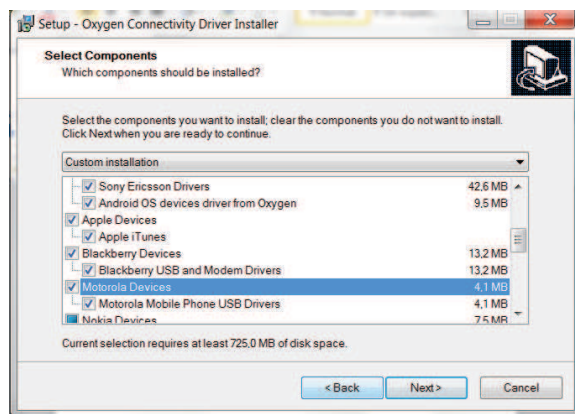 Setup - Oxygen Connectivity Driver Installer
Select Components
Which components should be installed?
Select the components you want to install; clear the components you do not want to install.
Click Next when you are ready to continue.
Custom installation
Sony Ericsson Drivers 42,6 MB
Android OS devices driver from Oxygen 9,5 MB
Apple Devices
Apple iTunes
Blackberry Devices 13,2 MB
Blackberry USB and Modem Drivers 13,2 MB
Motorola Devices 4,1 MB
Motorola Mobile Phone USB Drivers 4,1 MB
Nokia Devices 7,5 MB
Current selection requires at least 725,0 MB of disk space.
< Back Next > Cancel